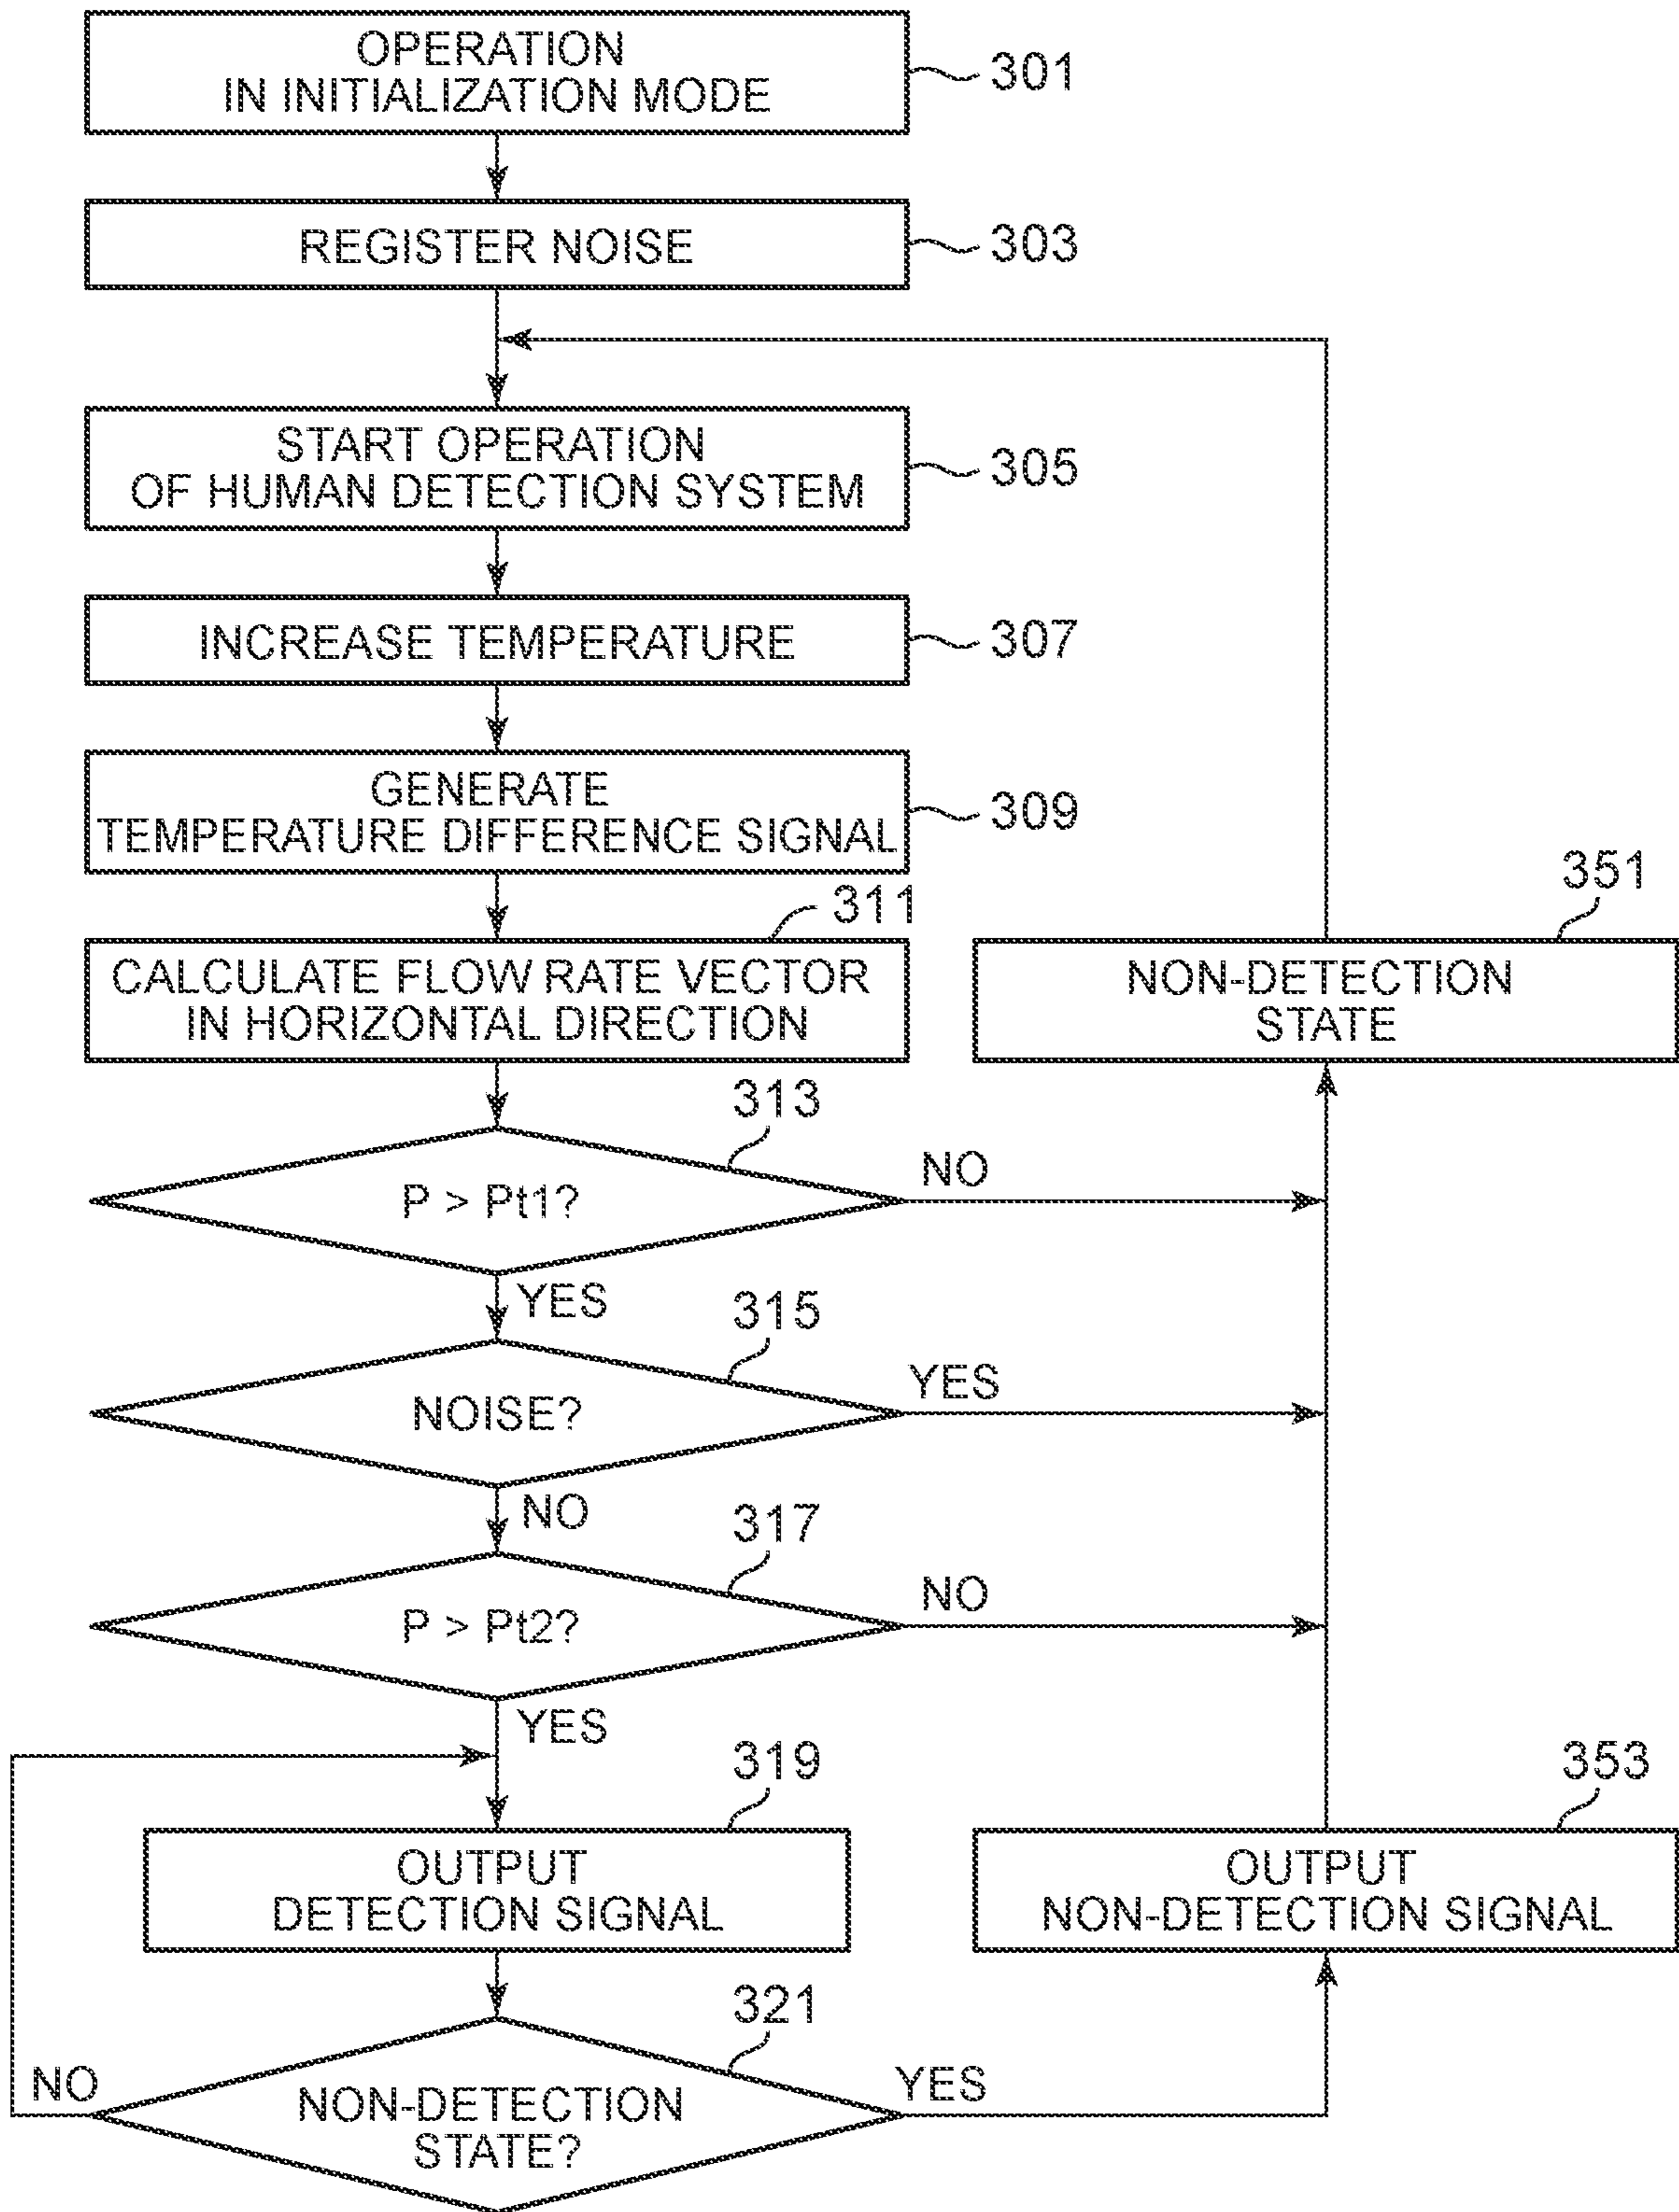 OPERATION
IN INITIALIZATION MODE
301
REGISTER NOISE
303
START OPERATION
OF HUMAN DETECTION SYSTEM
305
INCREASE TEMPERATURE
307
GENERATE
TEMPERATURE DIFFERENCE SIGNAL
309
311
CALCULATE FLOW RATE VECTOR
IN HORIZONTAL DIRECTION
351
NON-DETECTION
STATE
313
P > Pt1?
NO
YES
315
NOISE?
YES
NO
317
P > Pt2?
NO
YES
319
OUTPUT
DETECTION SIGNAL
353
OUTPUT
NON-DETECTION SIGNAL
321
NON-DETECTION
STATE?
NO
YES